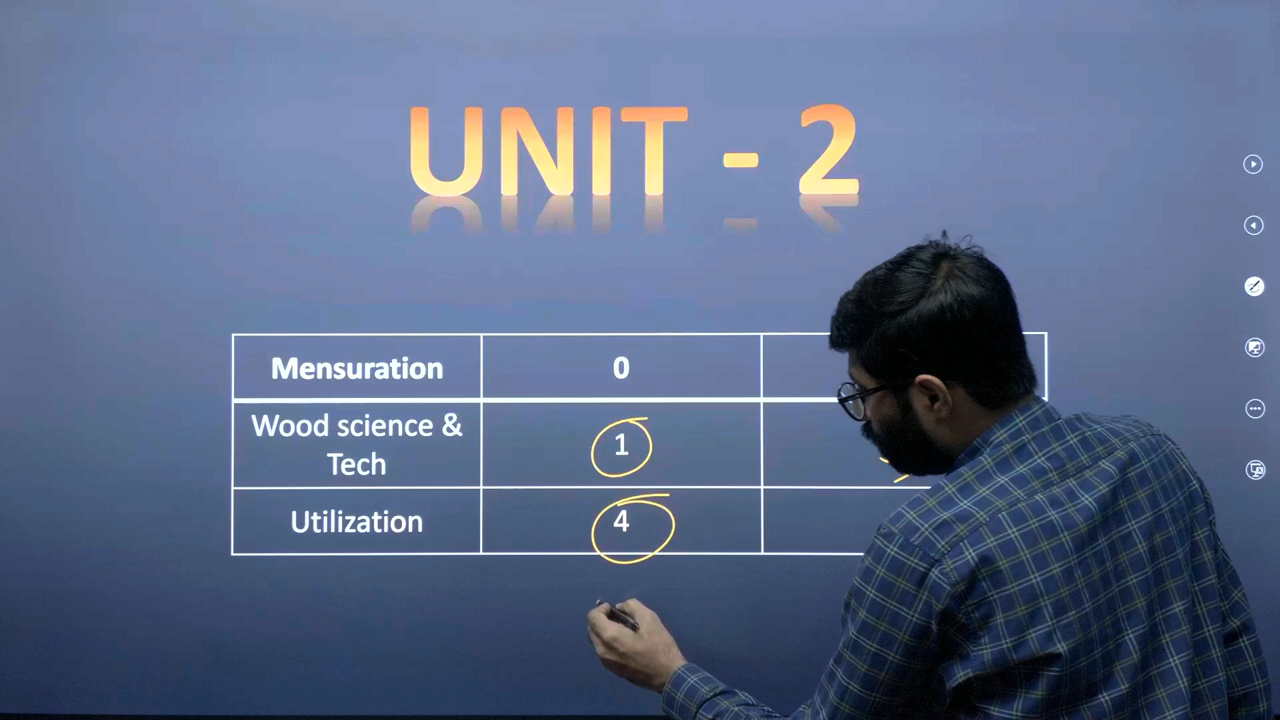 UNIT - 2
Mensuration 0
Wood science &
Tech
1
Utilization 4